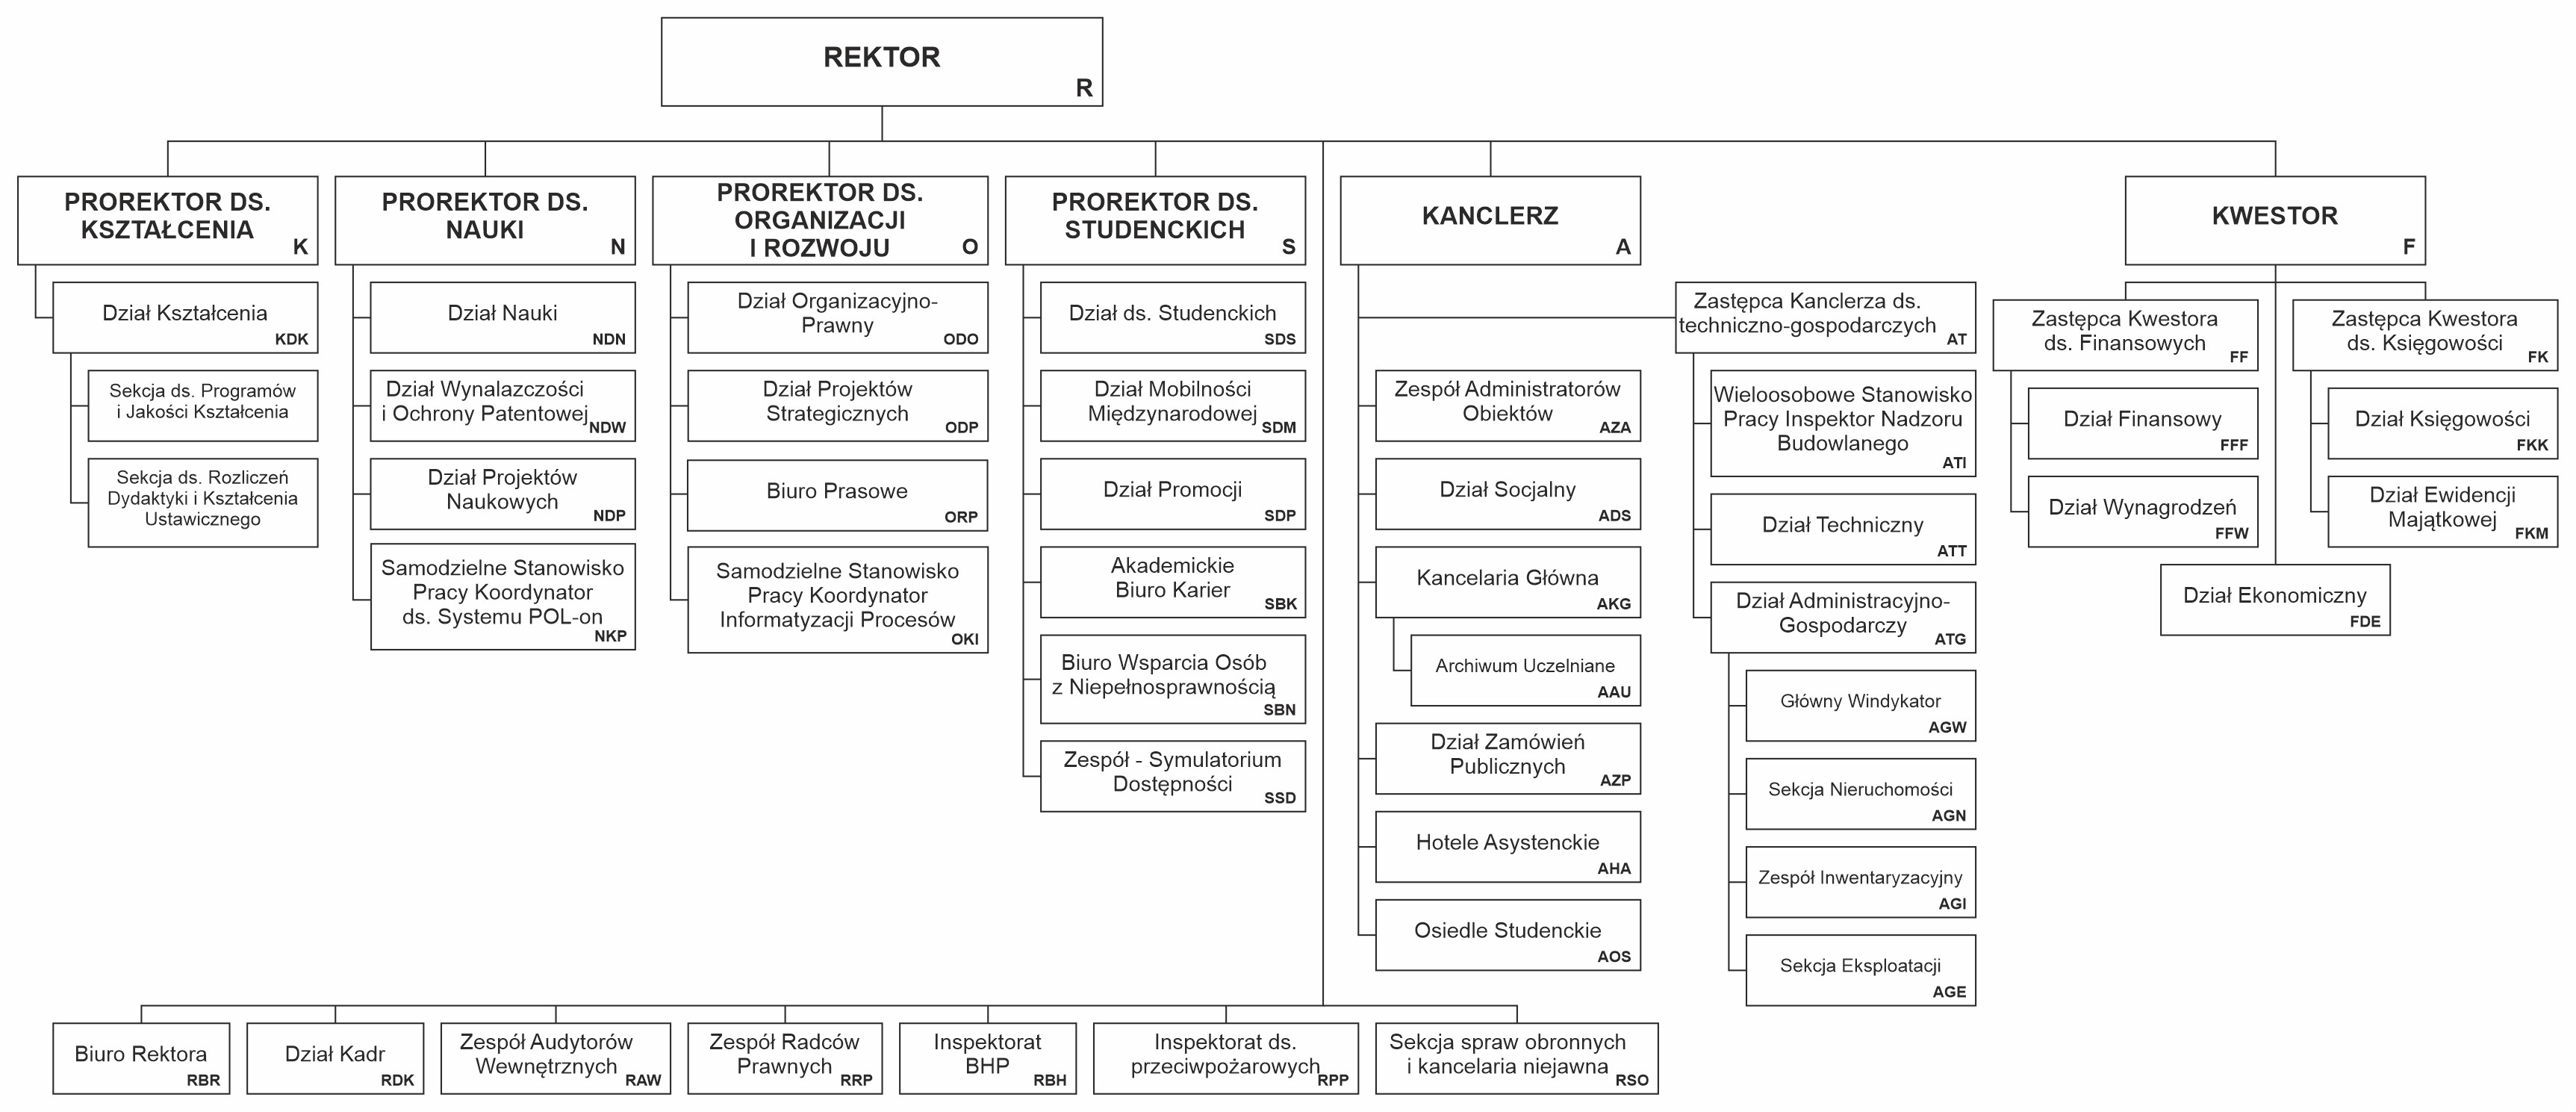 REKTOR
R
PROREKTOR DS.
KSZTAŁCENIA
K
Dział Kształcenia
KDK
Sekcja ds. Programów
i Jakości Kształcenia
Sekcja ds. Rozliczeń
Dydaktyki i Kształcenia
Ustawicznego
PROREKTOR DS.
NAUKI
N
Dział Nauki
NDN
Dział Wynalazczości
i Ochrony Patentowej
NDW
Dział Projektów
Naukowych
NDP
Samodzielne Stanowisko
Pracy Koordynator
ds. Systemu POL-on
NKP
PROREKTOR DS.
ORGANIZACJI
I ROZWOJU
O
Dział Organizacyjno-
Prawny
ODO
Dział Projektów
Strategicznych
ODP
Biuro Prasowe
ORP
Samodzielne Stanowisko
Pracy Koordynator
Informatyzacji Procesów
OKI
PROREKTOR DS.
STUDENCKICH
S
Dział ds. Studenckich
SDS
Dział Mobilności
Międzynarodowej
SDM
Dział Promocji
SDP
Akademickie
Biuro Karier
SBK
Biuro Wsparcia Osób
z Niepełnosprawnością
SBN
Zespół - Symulatorium
Dostępności
SSD
KANCLERZ
A
Zespół Administratorów
Obiektów
AZA
Dział Socjalny
ADS
Kancelaria Główna
AKG
Archiwum Uczelniane
AAU
Dział Zamówień
Publicznych
AZP
Hotele Asystenckie
AHA
Osiedle Studenckie
AOS
Zastępca Kanclerza ds.
techniczno-gospodarczych
AT
Wieloosobowe Stanowisko
Pracy Inspektor Nadzoru
Budowlanego
ATI
Dział Techniczny
ATT
Dział Administracyjno-
Gospodarczy
ATG
Główny Windykator
AGW
Sekcja Nieruchomości
AGN
Zespół Inwentaryzacyjny
AGI
Sekcja Eksploatacji
AGE
KWESTOR
F
Zastępca Kwestora
ds. Finansowych
FF
Dział Finansowy
FFF
Dział Wynagrodzeń
FFW
Zastępca Kwestora
ds. Księgowości
FK
Dział Księgowości
FKK
Dział Ewidencji
Majątkowej
FKM
Dział Ekonomiczny
FDE
Biuro Rektora
RBR
Dział Kadr
RDK
Zespół Audytorów
Wewnętrznych
RAW
Zespół Radców
Prawnych
RRP
Inspektorat
BHP
RBH
Inspektorat ds.
przeciwpożarowych
RPP
Sekcja spraw obronnych
i kancelaria niejawna
RSO